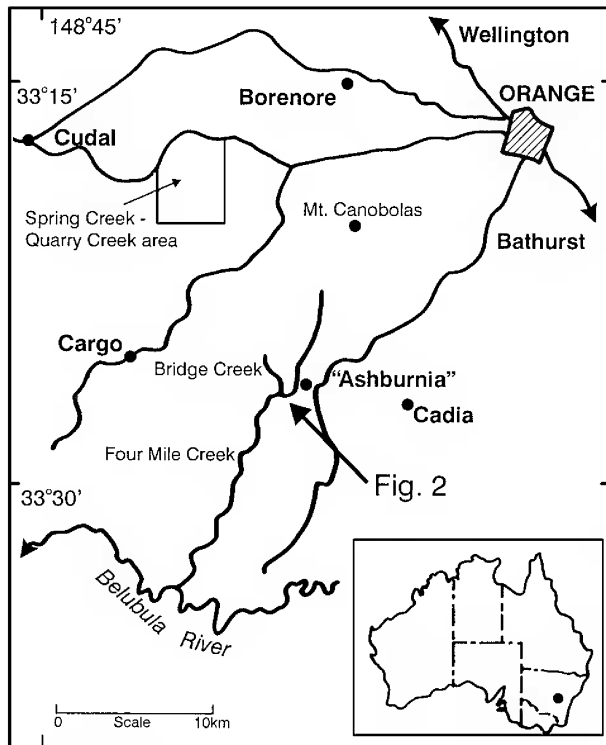 148°45'
Wellington
33°15'
Borenore
ORANGE
Cudal
Spring Creek -
Quarry Creek area
Mt. Canobolas
Bathurst
Cargo
Bridge Creek
"Ashburnia"
Cadia
Four Mile Creek
Fig. 2
33°30'
Belubula
River
0 Scale 10km